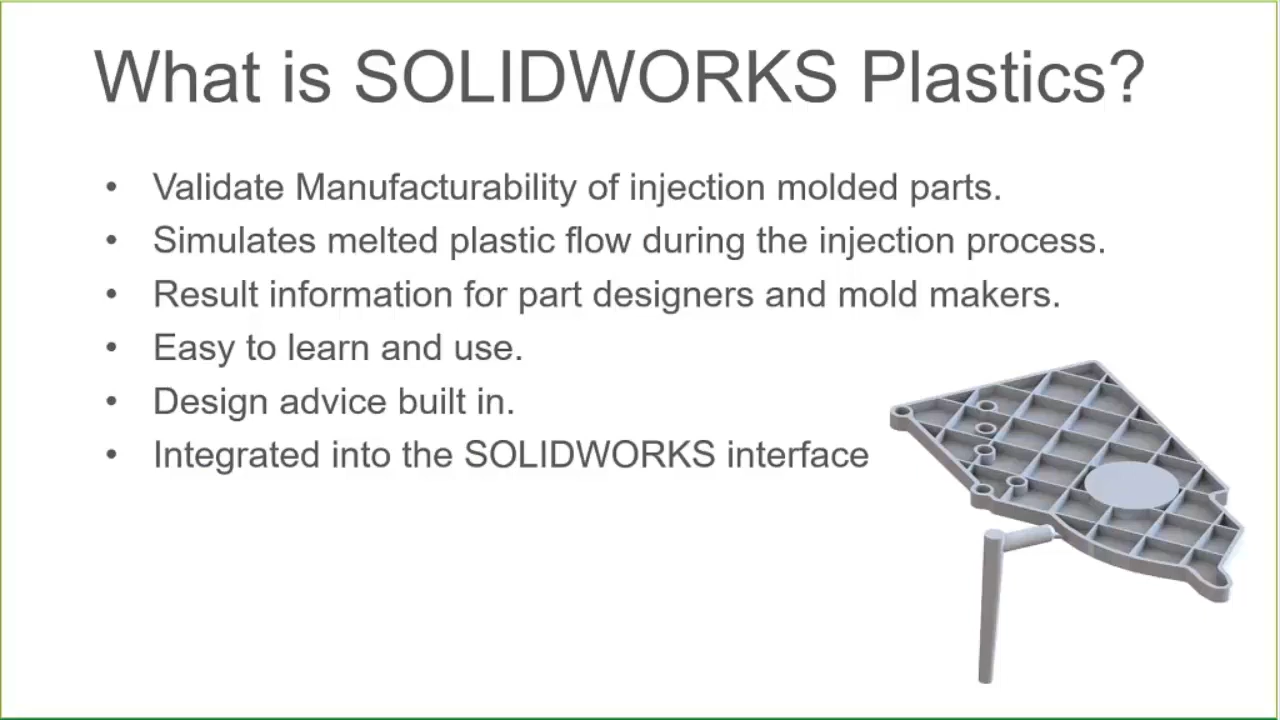 What is SOLIDWORKS Plastics?
• Validate Manufacturability of injection molded parts.
• Simulates melted plastic flow during the injection process.
• Result information for part designers and mold makers.
• Easy to learn and use.
• Design advice built in.
• Integrated into the SOLIDWORKS interface